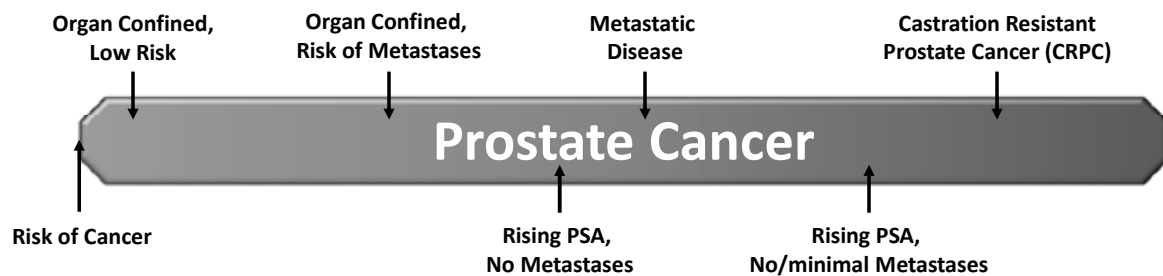 Organ Confined,
Low Risk
Organ Confined,
Risk of Metastases
Metastatic
Disease
Castration Resistant
Prostate Cancer (CRPC)
Prostate Cancer
Risk of Cancer
Rising PSA,
No Metastases
Rising PSA,
No/minimal Metastases